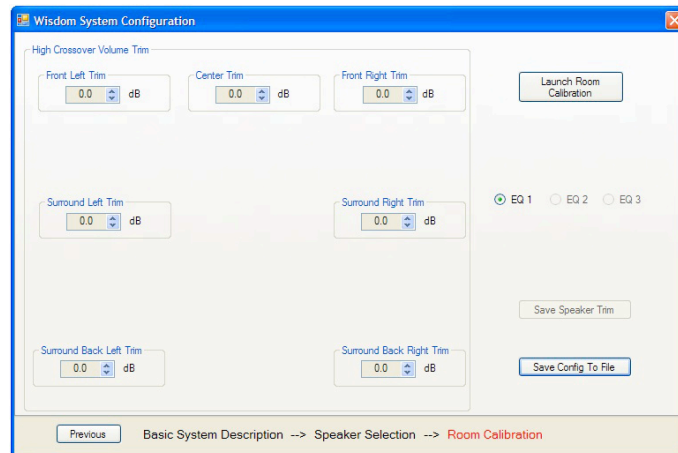 Wisdom System Configuration
High Crossover Volume Trim
Front Left Trim
0.0 dB
Center Trim
0.0 dB
Front Right Trim
0.0 dB
Launch Room
Calibration
Surround Left Trim
0.0 dB
Surround Right Trim
0.0 dB
EQ 1 EQ 2 EQ 3
Save Speaker Trim
Surround Back Left Trim
0.0 dB
Surround Back Right Trim
0.0 dB
Save Config To File
Previous Basic System Description --> Speaker Selection --> Room Calibration